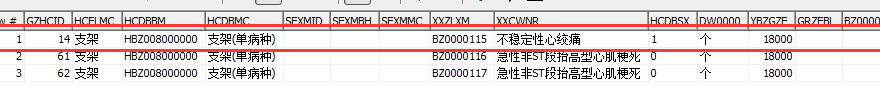 w_# GZHCID HCFLMC HCDBBM HCDBMC SFXMID SFXMBH SFXMMC XXZLXM XXCWNR HCDBSX DW0000 YBZGZF GRZFBL BZ0000
1 14 支架 HBZ008000000 支架(单病种) BZ0000115 不稳定性心绞痛 1 个 18000
2 61 支架 HBZ008000000 支架(单病种) BZ0000116 急性非ST段抬高型心肌梗死 0 个 18000
3 62 支架 HBZ008000000 支架(单病种) BZ0000117 急性非ST段抬高型心肌梗死 0 个 18000